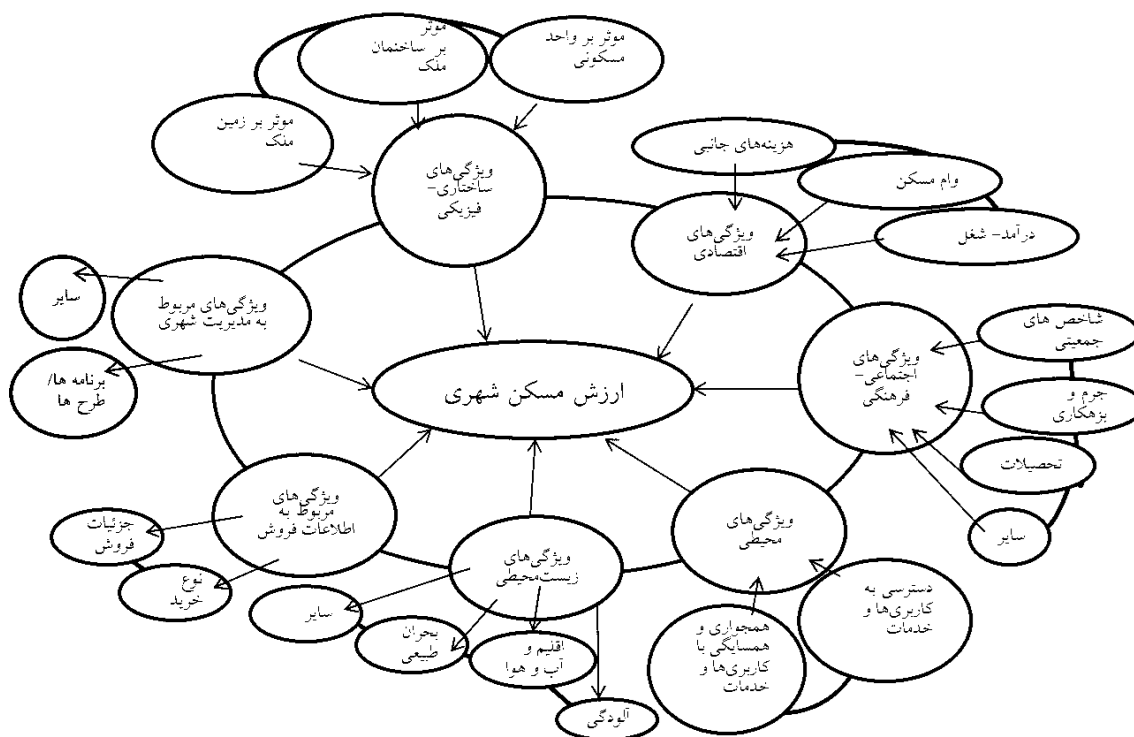 موثر
بر ساختمان
ملک
موثر بر واحد
مسکونی
موثر بر زمین
ملک
ویژگی‌های
ساختاری-
فیزیکی
هزینه‌های جانبی
وام مسکن
درآمد- شغل
ویژگی‌های
اقتصادی
شاخص های
جمعیتی
جرم و
بزهکاری
تحصیلات
سایر
ویژگی‌های
اجتماعی-
فرهنگی
سایر
برنامه ها/
طرح ها
ویژگی‌های مربوط
به مدیریت شهری
ارزش مسکن شهری
ویژگی‌های
مربوط به
اطلاعات فروش
جزئیات
فروش
نوع
خرید
ویژگی‌های
زیست‌محیطی
سایر
بحران
طبیعی
اقلیم و
آب و هوا
آلودگی
ویژگی‌های
محیطی
همجواری و
همسایگی با
کاربری‌ها و
خدمات
دسترسی به
کاربری‌ها و
خدمات